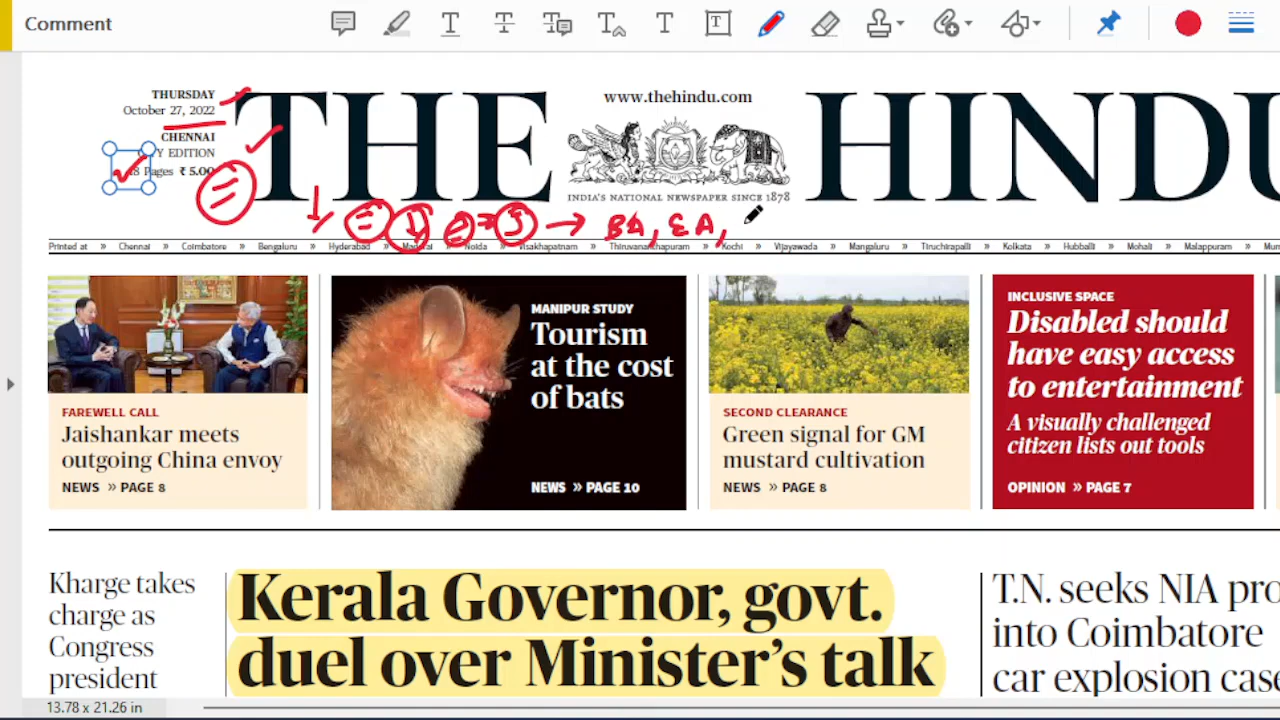 Comment
THURSDAY
October 27, 2022
CHENNAI
CITY EDITION
18 Pages ₹ 5.00
THE HINDU
www.thehindu.com
INDIA'S NATIONAL NEWSPAPER SINCE 1878
Printed at » Chennai » Coimbatore » Bengaluru » Hyderabad » Madurai » Noida » Visakhapatnam » Thiruvananthapuram » Kochi » Vijayawada » Mangaluru » Tiruchirapalli » Kolkata » Hubballi » Mohali » Malappuram »
FAREWELL CALL
Jaishankar meets
outgoing China envoy
NEWS » PAGE 8
MANIPUR STUDY
Tourism
at the cost
of bats
NEWS » PAGE 10
SECOND CLEARANCE
Green signal for GM
mustard cultivation
NEWS » PAGE 8
INCLUSIVE SPACE
Disabled should
have easy access
to entertainment
A visually challenged
citizen lists out tools
OPINION » PAGE 7
Kharge takes
charge as
Congress
president
Kerala Governor, govt.
duel over Minister's talk
T.N. seeks NIA pro
into Coimbatore
car explosion case
13.78 x 21.26 in